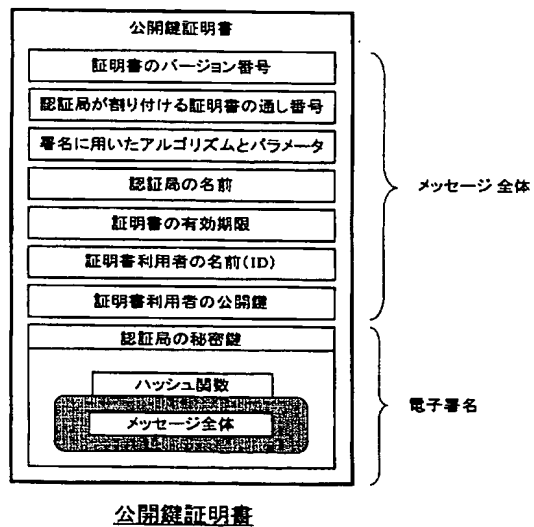 公開鍵証明書
証明書のバージョン番号
認証局が割り付ける証明書の通し番号
署名に用いたアルゴリズムとパラメータ
認証局の名前
証明書の有効期限
証明書利用者の名前(ID)
証明書利用者の公開鍵
メッセージ全体
認証局の秘密鍵
ハッシュ関数
メッセージ全体
電子署名
公開鍵証明書